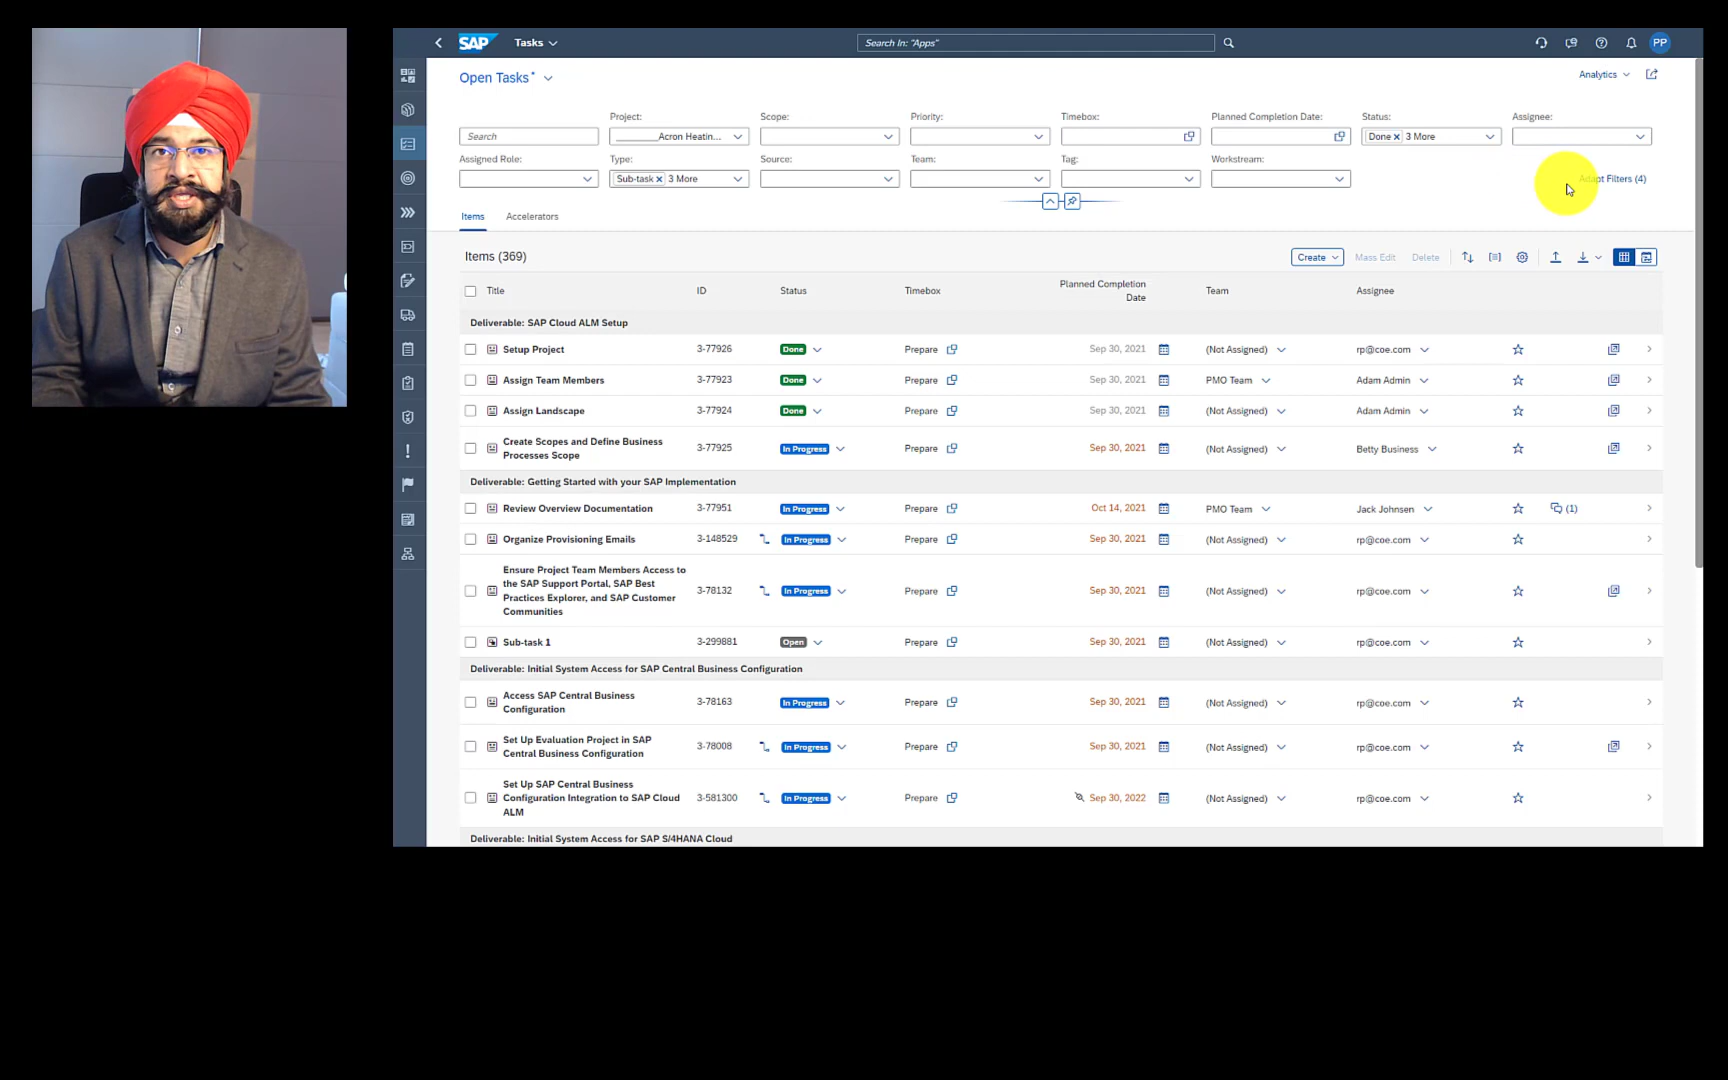 SAP Tasks Search In: "Apps" PP
Open Tasks* Analytics
Project: Scope: Priority: Timebox: Planned Completion Date: Status: Assignee:
Search ________Acron Heatin... Done 3 More
Assigned Role: Type: Source: Team: Tag: Workstream:
Sub-task 3 More Adapt Filters (4)
Items Accelerators
Items (369) Create Mass Edit Delete
Title ID Status Timebox Planned Completion Date Team Assignee
Deliverable: SAP Cloud ALM Setup
Setup Project 3-77926 Done Prepare Sep 30, 2021 (Not Assigned) rp@coe.com
Assign Team Members 3-77923 Done Prepare Sep 30, 2021 PMO Team Adam Admin
Assign Landscape 3-77924 Done Prepare Sep 30, 2021 (Not Assigned) Adam Admin
Create Scopes and Define Business
Processes Scope 3-77925 In Progress Prepare Sep 30, 2021 (Not Assigned) Betty Business
Deliverable: Getting Started with your SAP Implementation
Review Overview Documentation 3-77951 In Progress Prepare Oct 14, 2021 PMO Team Jack Johnsen (1)
Organize Provisioning Emails 3-148529 In Progress Prepare Sep 30, 2021 (Not Assigned) rp@coe.com
Ensure Project Team Members Access to
the SAP Support Portal, SAP Best
Practices Explorer, and SAP Customer
Communities 3-78132 In Progress Prepare Sep 30, 2021 (Not Assigned) rp@coe.com
Sub-task 1 3-299881 Open Prepare Sep 30, 2021 (Not Assigned) rp@coe.com
Deliverable: Initial System Access for SAP Central Business Configuration
Access SAP Central Business
Configuration 3-78163 In Progress Prepare Sep 30, 2021 (Not Assigned) rp@coe.com
Set Up Evaluation Project in SAP
Central Business Configuration 3-78008 In Progress Prepare Sep 30, 2021 (Not Assigned) rp@coe.com
Set Up SAP Central Business
Configuration Integration to SAP Cloud
ALM 3-581300 In Progress Prepare Sep 30, 2022 (Not Assigned) rp@coe.com
Deliverable: Initial System Access for SAP S/4HANA Cloud